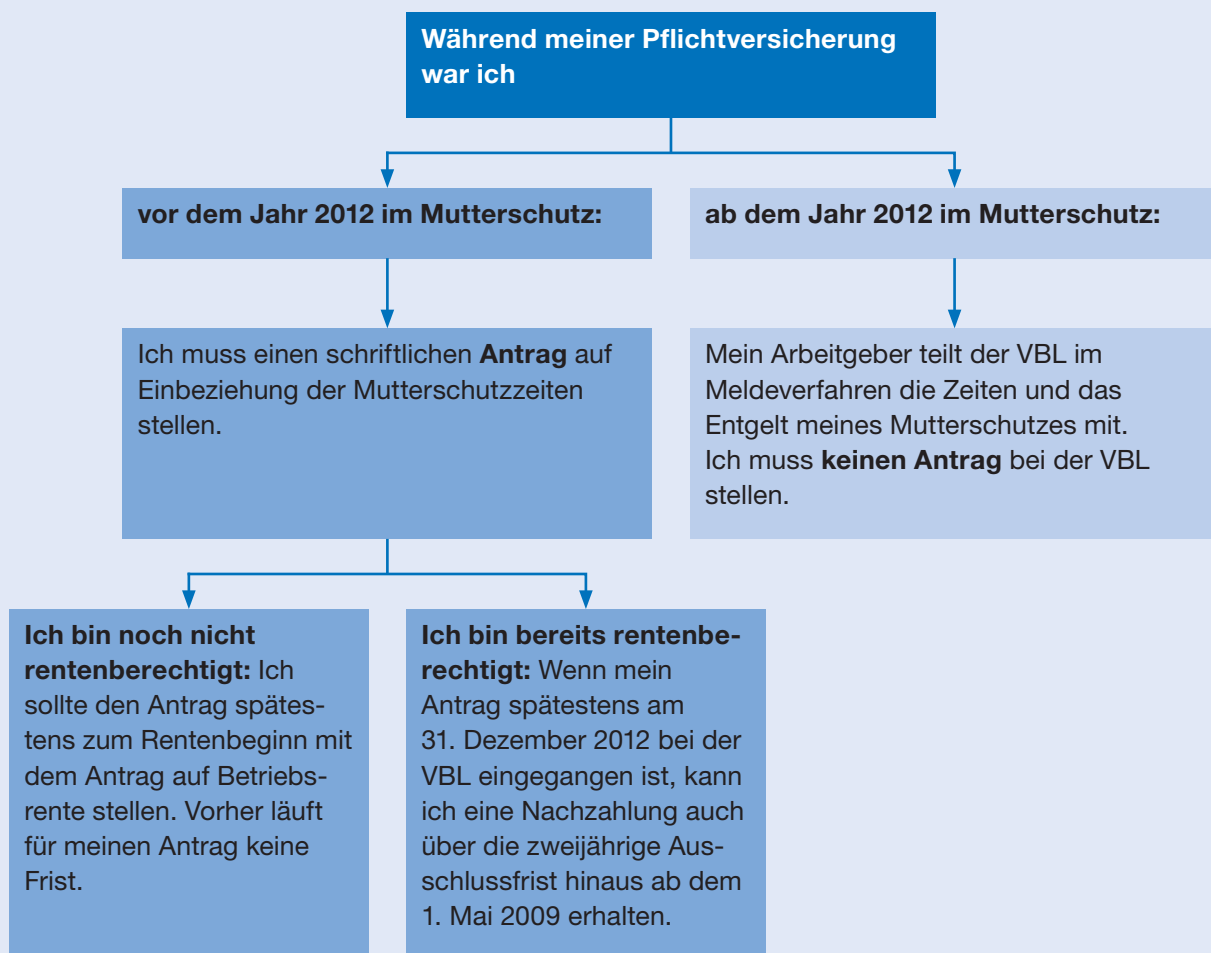 Während meiner Pflichtversicherung
war ich
vor dem Jahr 2012 im Mutterschutz:
ab dem Jahr 2012 im Mutterschutz:
Ich muss einen schriftlichen Antrag auf
Einbeziehung der Mutterschutzzeiten
stellen.
Mein Arbeitgeber teilt der VBL im
Meldeverfahren die Zeiten und das
Entgelt meines Mutterschutzes mit.
Ich muss keinen Antrag bei der VBL
stellen.
Ich bin noch nicht
rentenberechtigt: Ich
sollte den Antrag spätes-
tens zum Rentenbeginn mit
dem Antrag auf Betriebs-
rente stellen. Vorher läuft
für meinen Antrag keine
Frist.
Ich bin bereits rentenbe-
rechtigt: Wenn mein
Antrag spätestens am
31. Dezember 2012 bei der
VBL eingegangen ist, kann
ich eine Nachzahlung auch
über die zweijährige Aus-
schlussfrist hinaus ab dem
1. Mai 2009 erhalten.